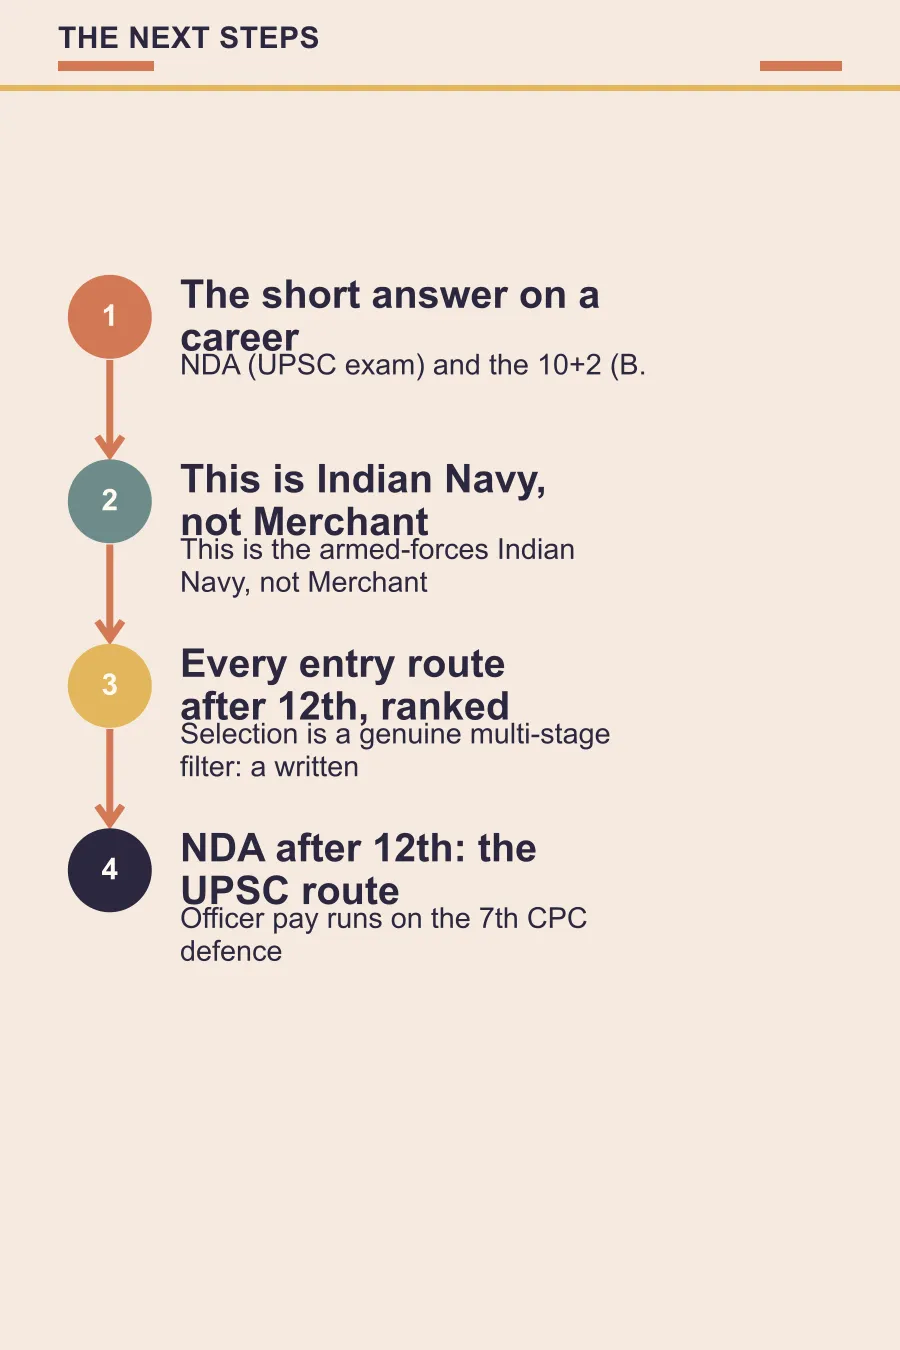 THE NEXT STEPS
1
The short answer on a
career
NDA (UPSC exam) and the 10+2 (B.
2
This is Indian Navy,
not Merchant
This is the armed-forces Indian
Navy, not Merchant
3
Every entry route
after 12th, ranked
Selection is a genuine multi-stage
filter: a written
4
NDA after 12th: the
UPSC route
Officer pay runs on the 7th CPC
defence